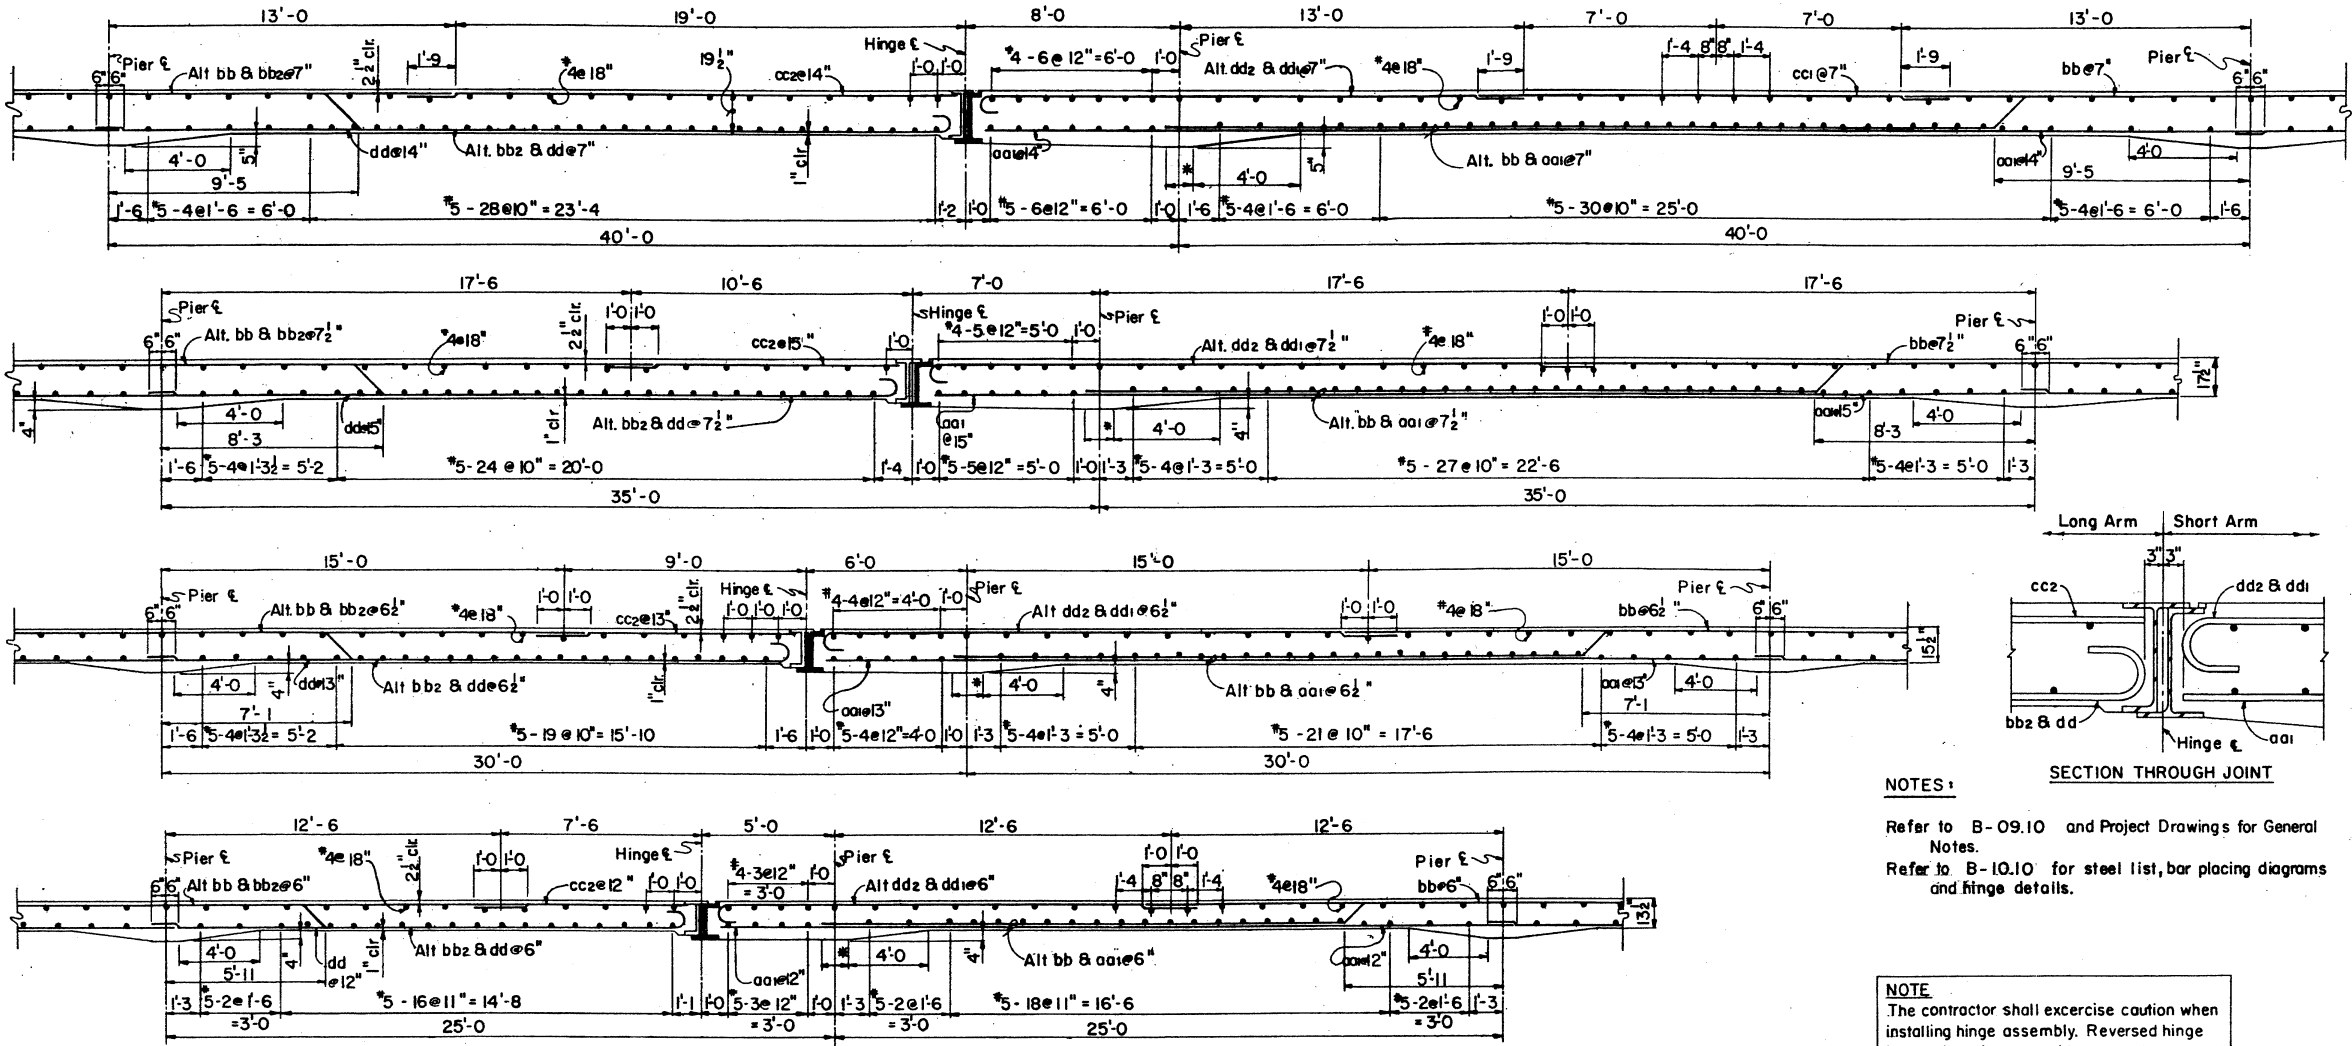 13'-0 19'-0 8'-0 13'-0 7'-0 7'-0 13'-0
Hinge ℄ Pier ℄
6" 6" Pier ℄ Alt bb & bb2@7" 2½" clr. 1'-9 #4@18" 19½" cc2@14" 1'-0 1'-0 #4-6@12"=6'-0 1'-0 Alt. dd2 & dd1@7" #4@18" 1'-9 1'-4 8" 8" 1'-4 cc1@7" 1'-9 bb@7" Pier ℄ 6" 6"
4'-0 5" dd@14" Alt. bb2 & dd@7" 1" clr. aa1@14" * 4'-0 5" Alt. bb & aa1@7" aa1@14" 4'-0
9'-5 9'-5
1'-6 #5-4@1'-6 = 6'-0 #5-28@10" = 23'-4 1'-2 1'-0 #5-6@12"=6'-0 1'-0 1'-6 #5-4@1'-6 = 6'-0 #5-30@10" = 25'-0 #5-4@1'-6 = 6'-0 1'-6
40'-0 40'-0
17'-6 10'-6 7'-0 17'-6 17'-6
Pier ℄ Hinge ℄ Pier ℄ Pier ℄
6" 6" Alt. bb & bb2@7½" #4@18" 1'-0 1'-0 2½" clr. cc2@15" 1'-0 #4-5@12"=5'-0 1'-0 Alt. dd2 & dd1@7½" #4@18" 1'-0 1'-0 bb@7½" 6" 6" 17½"
4" 4'-0 dd@15" 1" clr. Alt. bb2 & dd@7½" aa1 @15" * 4'-0 4" Alt. bb & aa1@7½" aa1@15" 4'-0
8'-3 8'-3
1'-6 #5-4@1'-3½ = 5'-2 #5-24 @ 10" = 20'-0 1'-4 1'-0 #5-5@12"=5'-0 1'-0 1'-3 #5-4@1'-3 = 5'-0 #5-27@10" = 22'-6 #5-4@1'-3 = 5'-0 1'-3
35'-0 35'-0
15'-0 9'-0 6'-0 15'-0 15'-0
Pier ℄ Hinge ℄ Pier ℄ Pier ℄
6" 6" Alt. bb & bb2@6½" #4@18" 1'-0 1'-0 cc2@13" 2½" clr. 1'-0 1'-0 1'-0 #4-4@12"=4'-0 1'-0 Alt dd2 & dd1@6½" 1'-0 1'-0 #4@18" bb@6½" 6" 6" 15½"
4'-0 4" dd@13" Alt bb2 & dd@6½" 1" clr. aa1@13" * 4'-0 4" Alt bb & aa1@6½" aa1@13" 4'-0
7'-1 7'-1
1'-6 #5-4@1'-3½ = 5'-2 #5-19 @ 10" = 15'-10 1'-6 1'-0 #5-4@12"=4'-0 1'-0 1'-3 #5-4@1'-3 = 5'-0 #5-21 @ 10" = 17'-6 #5-4@1'-3 = 5'-0 1'-3
30'-0 30'-0
12'-6 7'-6 5'-0 12'-6 12'-6
Pier ℄ Hinge ℄ Pier ℄ Pier ℄
6" 6" Alt bb & bb2@6" #4@18" 2½" clr. 1'-0 1'-0 cc2@12" 1'-0 1'-0 #4-3@12" = 3'-0 1'-0 Alt dd2 & dd1@6" 1'-4 8" 1'-0 1'-0 8" 1'-4 #4@18" bb@6" 6" 6" 13½"
4'-0 4" dd @12" 1" clr Alt bb2 & dd@6" aa1@12" * 4'-0 4" Alt bb & aa1@6" aa1@12" 4'-0
5'-11 5'-11
1'-3 #5-2@1'-6 = 3'-0 #5-16@11" = 14'-8 1'-1 1'-0 #5-3@12" = 3'-0 1'-0 1'-3 #5-2@1'-6 = 3'-0 #5-18@11" = 16'-6 #5-2@1'-6 = 3'-0 1'-3
25'-0 25'-0
Long Arm Short Arm
3" 3"
cc2 dd2 & dd1
bb2 & dd Hinge ℄ aa1
SECTION THROUGH JOINT
NOTES:
Refer to B-09.10 and Project Drawings for General
Notes.
Refer to B-10.10 for steel list, bar placing diagrams
and hinge details.
NOTE
The contractor shall excercise caution when
installing hinge assembly. Reversed hinge